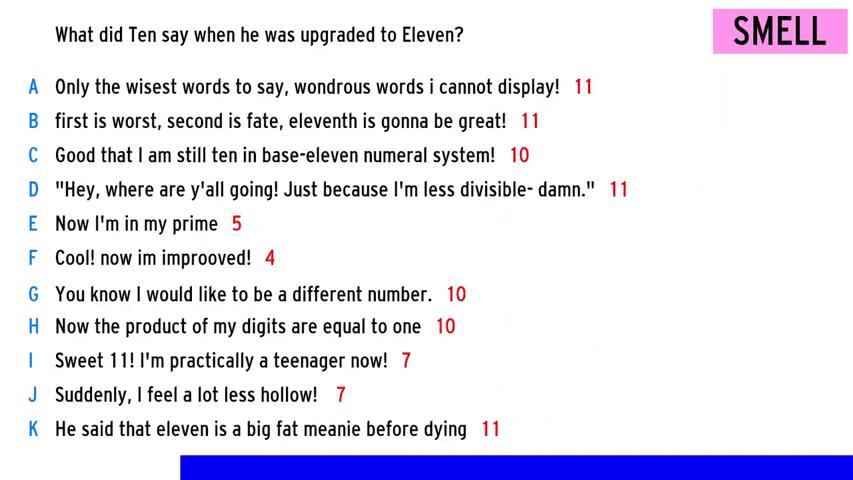 What did Ten say when he was upgraded to Eleven?
SMELL
A Only the wisest words to say, wondrous words i cannot display! 11
B first is worst, second is fate, eleventh is gonna be great! 11
C Good that I am still ten in base-eleven numeral system! 10
D "Hey, where are y'all going! Just because I'm less divisible- damn." 11
E Now I'm in my prime 5
F Cool! now im improoved! 4
G You know I would like to be a different number. 10
H Now the product of my digits are equal to one 10
I Sweet 11! I'm practically a teenager now! 7
J Suddenly, I feel a lot less hollow! 7
K He said that eleven is a big fat meanie before dying 11